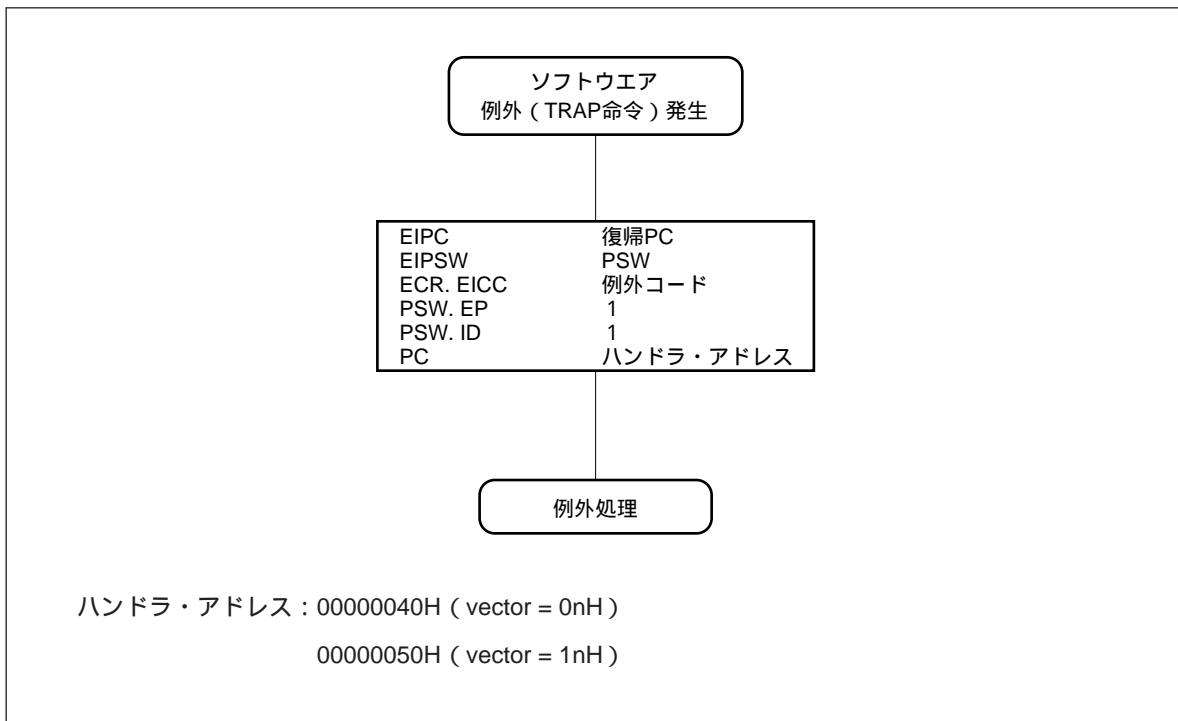 ソフトウエア
例外（TRAP命令）発生
EIPC 復帰PC
EIPSW PSW
ECR. EICC 例外コード
PSW. EP 1
PSW. ID 1
PC ハンドラ・アドレス
例外処理
ハンドラ・アドレス：00000040H（vector = 0nH）
00000050H（vector = 1nH）